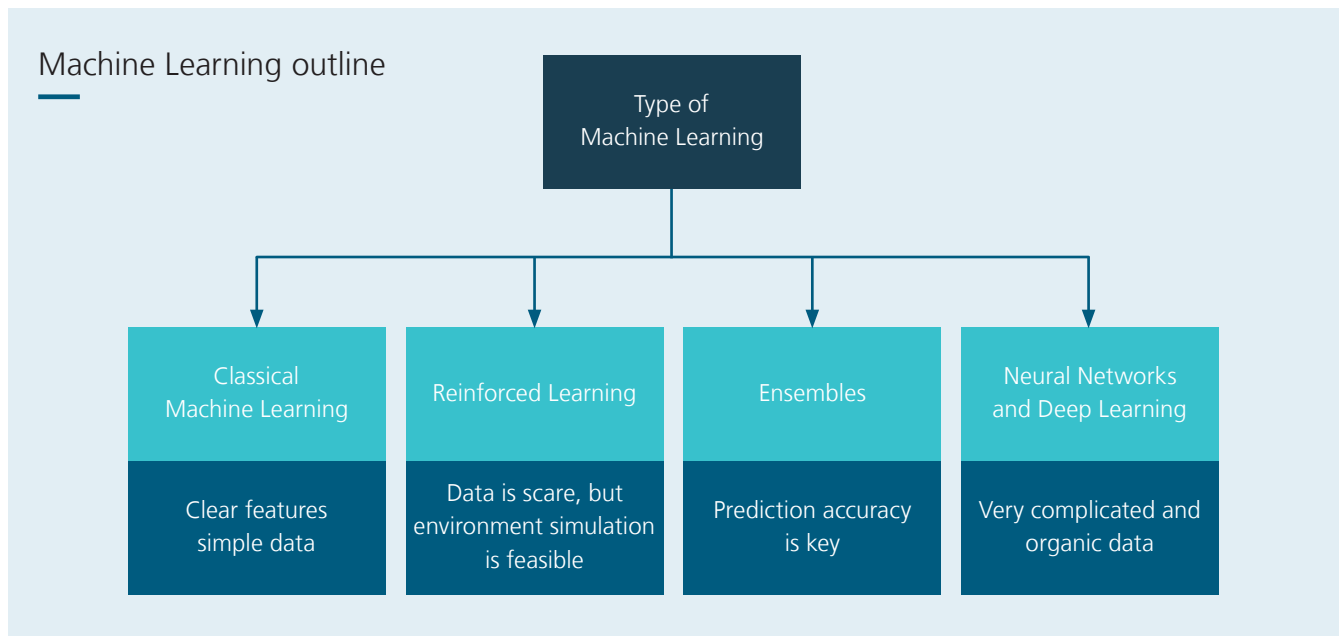 Machine Learning outline
Type of
Machine Learning
Classical
Machine Learning
Clear features
simple data
Reinforced Learning
Data is scare, but
environment simulation
is feasible
Ensembles
Prediction accuracy
is key
Neural Networks
and Deep Learning
Very complicated and
organic data